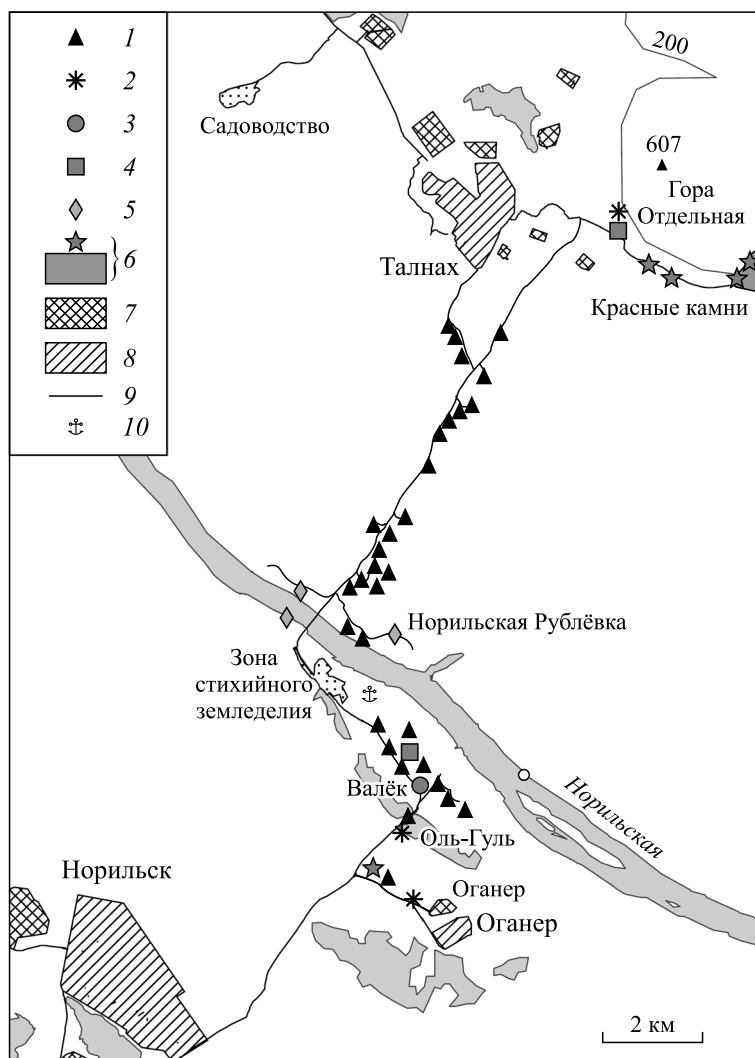 1
2
3
4
5
6
7
8
9
10
Садоводство
200
607
Гора
Отдельная
Талнах
Красные камни
Норильская Рублёвка
Зона
стихийного
земледелия
Валёк
Норильская
Оль-Гуль
Норильск
Оганер
Оганер
2 км